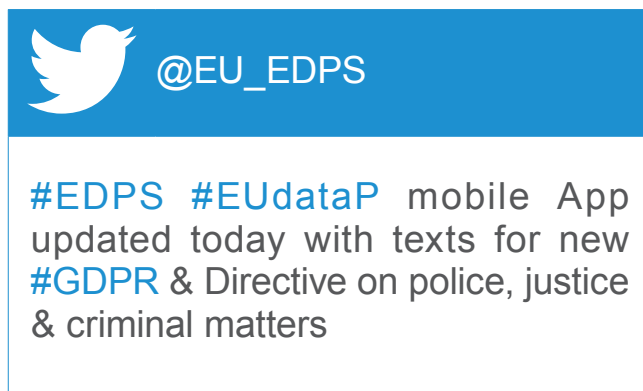 @EU_EDPS
#EDPS #EUdataP mobile App
updated today with texts for new
#GDPR & Directive on police, justice
& criminal matters